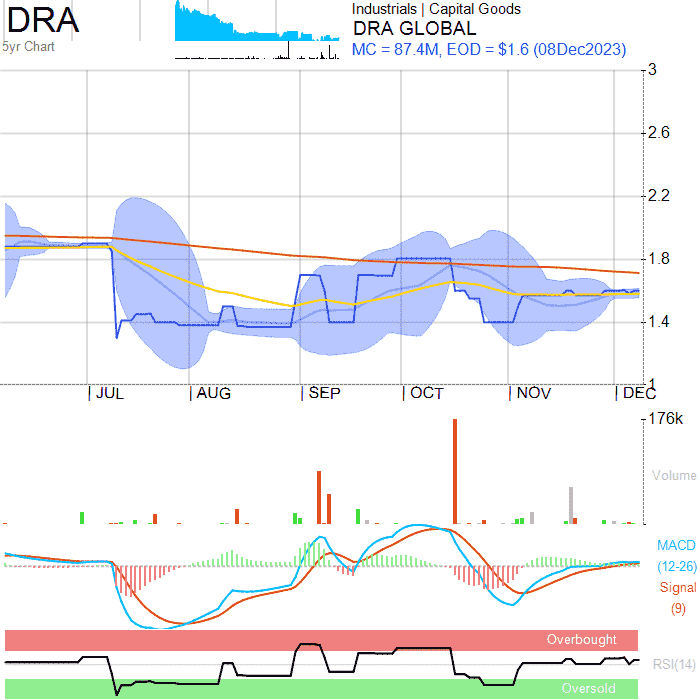 DRA
5yr Chart
Industrials | Capital Goods
DRA GLOBAL
MC = 87.4M, EOD = $1.6 (08Dec2023)
3
2.6
2.2
1.8
1.4
1
JUL
AUG
SEP
OCT
NOV
DEC
176k
Volume
MACD
(12-26)
Signal
(9)
Overbought
RSI(14)
Oversold